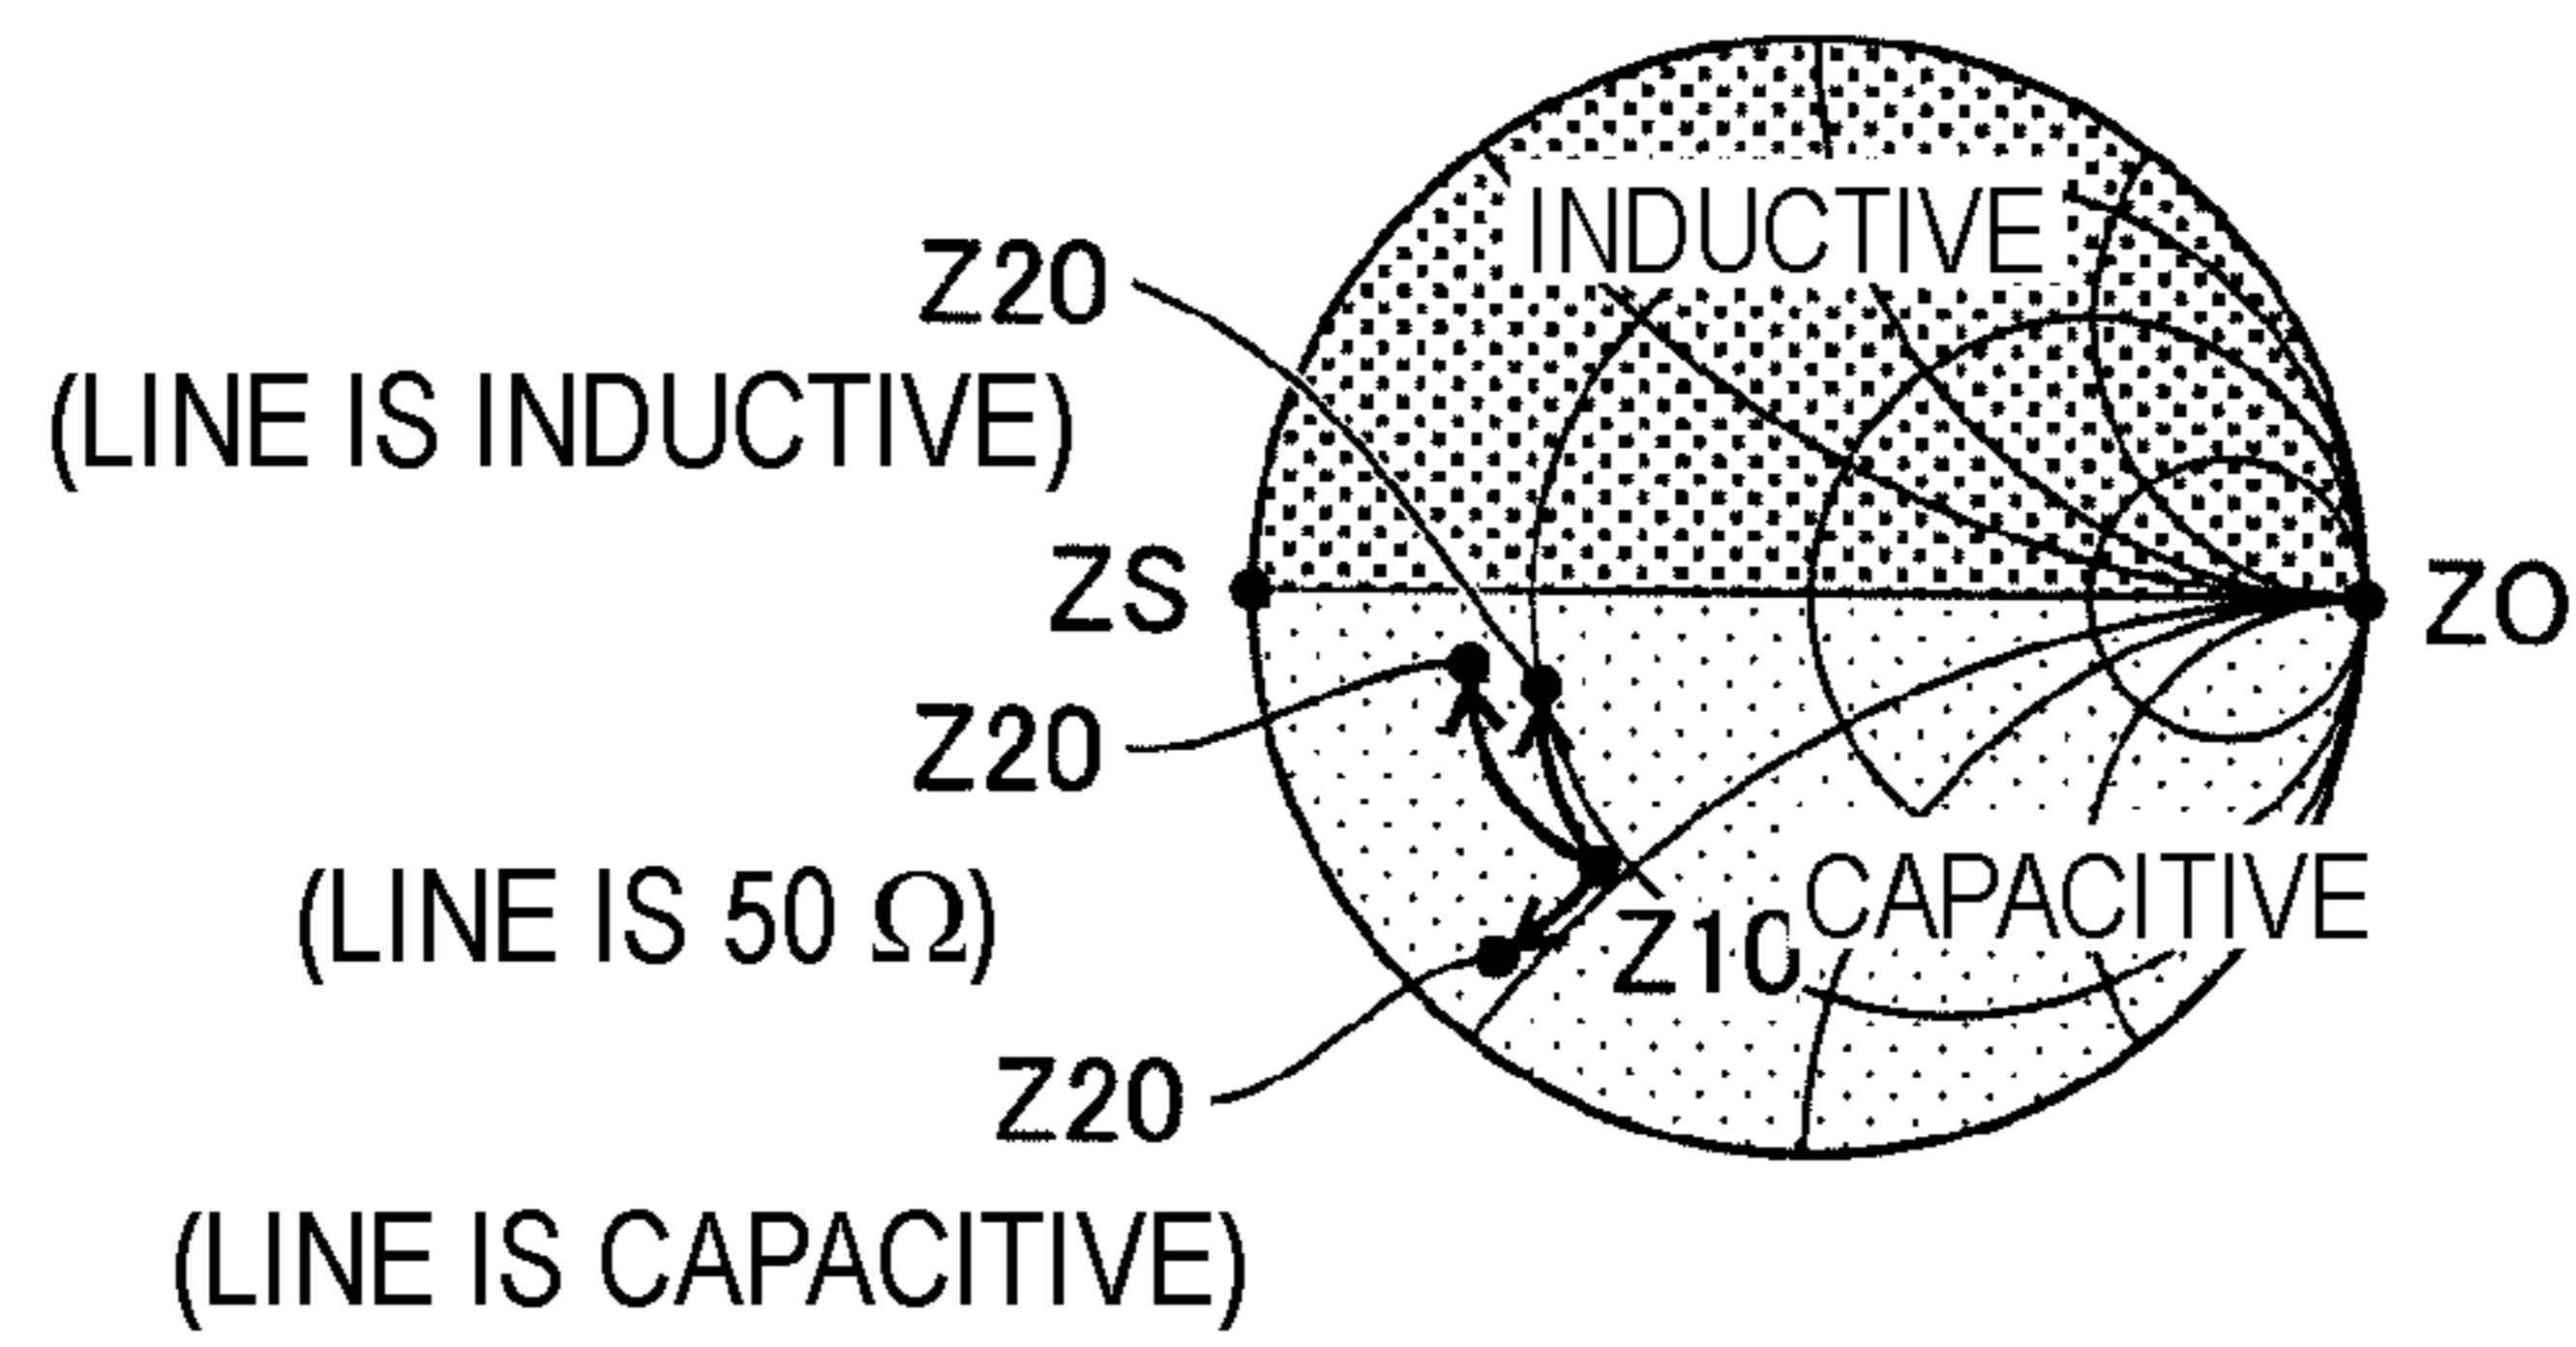 INDUCTIVE
Z20
(LINE IS INDUCTIVE)
ZS
ZO
Z20
(LINE IS 50 Ω)
CAPACITIVE
Z10
Z20
(LINE IS CAPACITIVE)